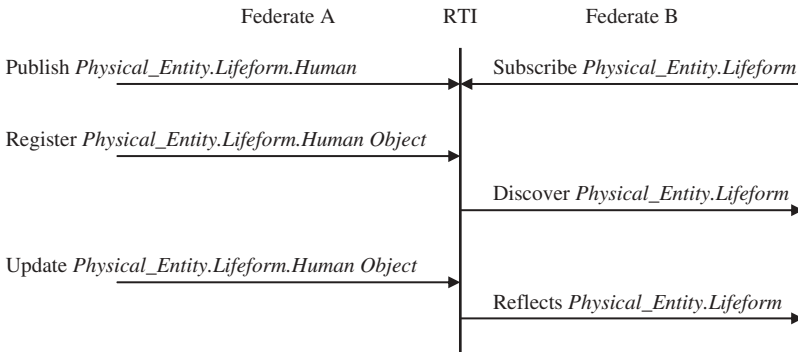 Federate A RTI Federate B
Publish Physical_Entity.Lifeform.Human Subscribe Physical_Entity.Lifeform
Register Physical_Entity.Lifeform.Human Object
Discover Physical_Entity.Lifeform
Update Physical_Entity.Lifeform.Human Object
Reflects Physical_Entity.Lifeform